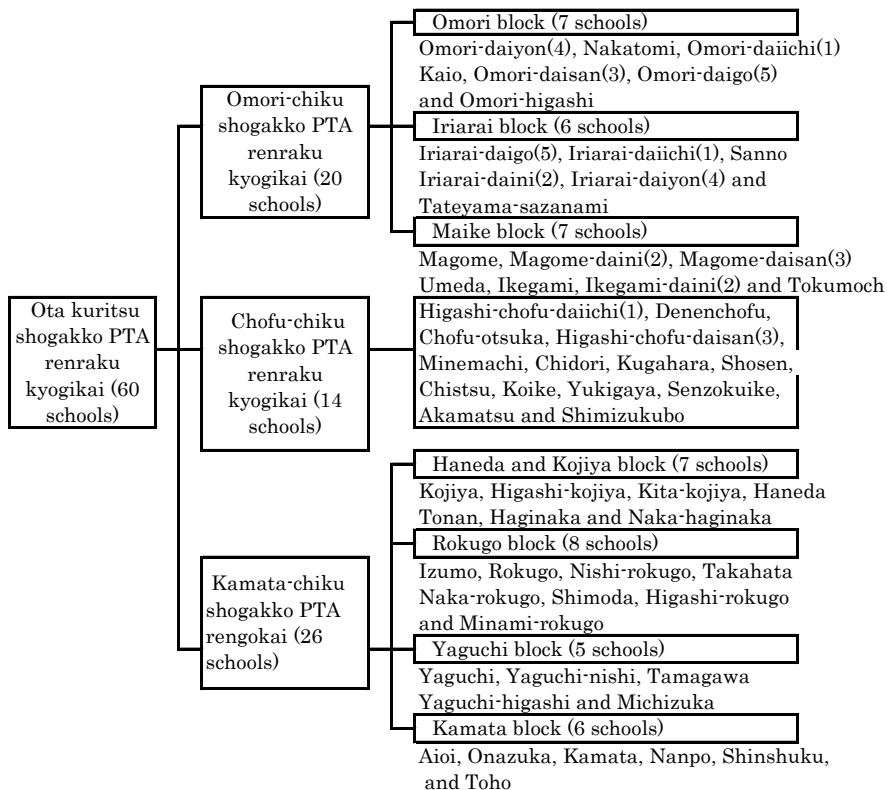 Ota kuritsu
shogakko PTA
renraku
kyogikai (60
schools)
Omori-chiku
shogakko PTA
renraku
kyogikai (20
schools)
Omori block (7 schools)
Omori-daiyon(4), Nakatomi, Omori-daiichi(1)
Kaio, Omori-daisan(3), Omori-daigo(5)
and Omori-higashi
Iriarai block (6 schools)
Iriarai-daigo(5), Iriarai-daiichi(1), Sanno
Iriarai-daini(2), Iriarai-daiyon(4) and
Tateyama-sazanami
Maike block (7 schools)
Magome, Magome-daini(2), Magome-daisan(3)
Umeda, Ikegami, Ikegami-daini(2) and Tokumoch
Chofu-chiku
shogakko PTA
renraku
kyogikai (14
schools)
Higashi-chofu-daiichi(1), Denenchofu,
Chofu-otsuka, Higashi-chofu-daisan(3),
Minemachi, Chidori, Kugahara, Shosen,
Chistsu, Koike, Yukigaya, Senzokuike,
Akamatsu and Shimizukubo
Kamata-chiku
shogakko PTA
rengokai (26
schools)
Haneda and Kojiya block (7 schools)
Kojiya, Higashi-kojiya, Kita-kojiya, Haneda
Tonan, Haginaka and Naka-haginaka
Rokugo block (8 schools)
Izumo, Rokugo, Nishi-rokugo, Takahata
Naka-rokugo, Shimoda, Higashi-rokugo
and Minami-rokugo
Yaguchi block (5 schools)
Yaguchi, Yaguchi-nishi, Tamagawa
Yaguchi-higashi and Michizuka
Kamata block (6 schools)
Aioi, Onazuka, Kamata, Nanpo, Shinshuku,
and Toho